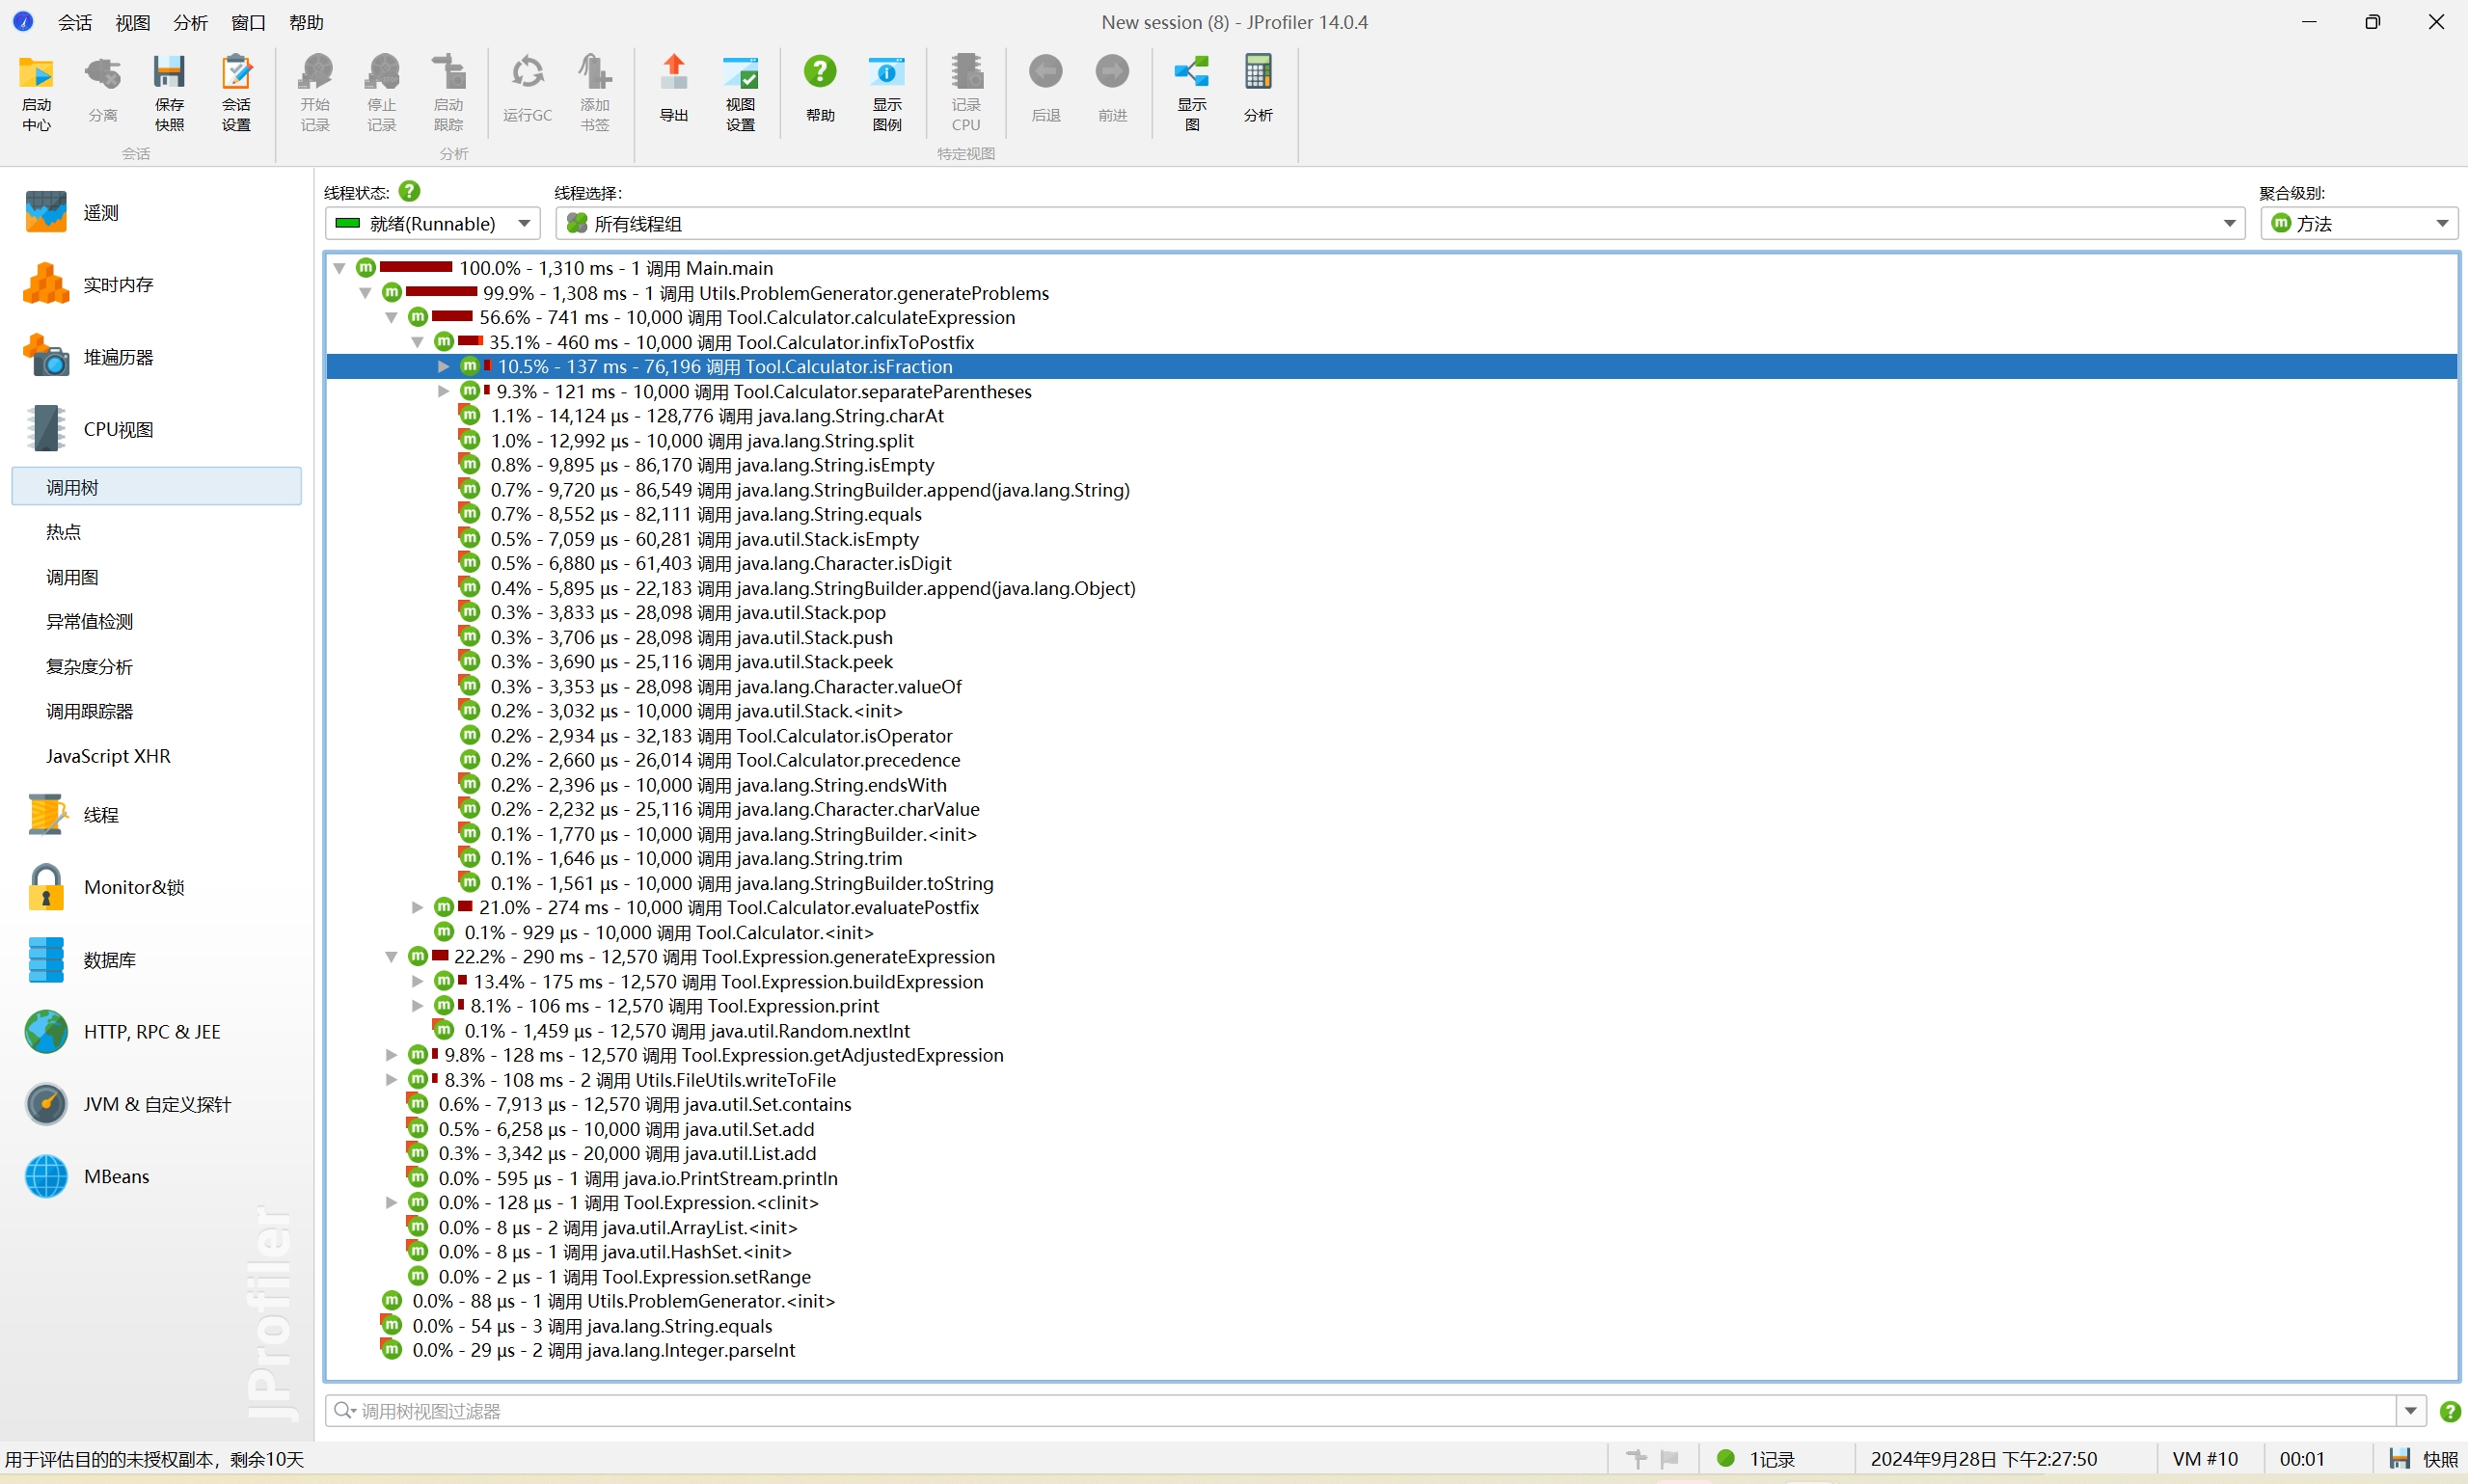 会话 视图 分析 窗口 帮助
New session (8) - JProfiler 14.0.4
启动中心 分离 保存快照 会话设置 开始记录 停止记录 启动跟踪 运行GC 添加书签 导出 视图设置 帮助 显示图例 记录CPU 后退 前进 显示图 分析
会话 分析 特定视图
线程状态: 线程选择: 聚合级别:
就绪(Runnable) 所有线程组 方法
遥测
实时内存
堆遍历器
CPU视图
调用树
热点
调用图
异常值检测
复杂度分析
调用跟踪器
JavaScript XHR
线程
Monitor&锁
数据库
HTTP, RPC & JEE
JVM & 自定义探针
MBeans
JProfiler
100.0% - 1,310 ms - 1 调用 Main.main
99.9% - 1,308 ms - 1 调用 Utils.ProblemGenerator.generateProblems
56.6% - 741 ms - 10,000 调用 Tool.Calculator.calculateExpression
35.1% - 460 ms - 10,000 调用 Tool.Calculator.infixToPostfix
10.5% - 137 ms - 76,196 调用 Tool.Calculator.isFraction
9.3% - 121 ms - 10,000 调用 Tool.Calculator.separateParentheses
1.1% - 14,124 µs - 128,776 调用 java.lang.String.charAt
1.0% - 12,992 µs - 10,000 调用 java.lang.String.split
0.8% - 9,895 µs - 86,170 调用 java.lang.String.isEmpty
0.7% - 9,720 µs - 86,549 调用 java.lang.StringBuilder.append(java.lang.String)
0.7% - 8,552 µs - 82,111 调用 java.lang.String.equals
0.5% - 7,059 µs - 60,281 调用 java.util.Stack.isEmpty
0.5% - 6,880 µs - 61,403 调用 java.lang.Character.isDigit
0.4% - 5,895 µs - 22,183 调用 java.lang.StringBuilder.append(java.lang.Object)
0.3% - 3,833 µs - 28,098 调用 java.util.Stack.pop
0.3% - 3,706 µs - 28,098 调用 java.util.Stack.push
0.3% - 3,690 µs - 25,116 调用 java.util.Stack.peek
0.3% - 3,353 µs - 28,098 调用 java.lang.Character.valueOf
0.2% - 3,032 µs - 10,000 调用 java.util.Stack.<init>
0.2% - 2,934 µs - 32,183 调用 Tool.Calculator.isOperator
0.2% - 2,660 µs - 26,014 调用 Tool.Calculator.precedence
0.2% - 2,396 µs - 10,000 调用 java.lang.String.endsWith
0.2% - 2,232 µs - 25,116 调用 java.lang.Character.charValue
0.1% - 1,770 µs - 10,000 调用 java.lang.StringBuilder.<init>
0.1% - 1,646 µs - 10,000 调用 java.lang.String.trim
0.1% - 1,561 µs - 10,000 调用 java.lang.StringBuilder.toString
21.0% - 274 ms - 10,000 调用 Tool.Calculator.evaluatePostfix
0.1% - 929 µs - 10,000 调用 Tool.Calculator.<init>
22.2% - 290 ms - 12,570 调用 Tool.Expression.generateExpression
13.4% - 175 ms - 12,570 调用 Tool.Expression.buildExpression
8.1% - 106 ms - 12,570 调用 Tool.Expression.print
0.1% - 1,459 µs - 12,570 调用 java.util.Random.nextInt
9.8% - 128 ms - 12,570 调用 Tool.Expression.getAdjustedExpression
8.3% - 108 ms - 2 调用 Utils.FileUtils.writeToFile
0.6% - 7,913 µs - 12,570 调用 java.util.Set.contains
0.5% - 6,258 µs - 10,000 调用 java.util.Set.add
0.3% - 3,342 µs - 20,000 调用 java.util.List.add
0.0% - 595 µs - 1 调用 java.io.PrintStream.println
0.0% - 128 µs - 1 调用 Tool.Expression.<clinit>
0.0% - 8 µs - 2 调用 java.util.ArrayList.<init>
0.0% - 8 µs - 1 调用 java.util.HashSet.<init>
0.0% - 2 µs - 1 调用 Tool.Expression.setRange
0.0% - 88 µs - 1 调用 Utils.ProblemGenerator.<init>
0.0% - 54 µs - 3 调用 java.lang.String.equals
0.0% - 29 µs - 2 调用 java.lang.Integer.parseInt
调用树视图过滤器
用于评估目的的未授权副本，剩余10天 1记录 2024年9月28日 下午2:27:50 VM #10 00:01 快照